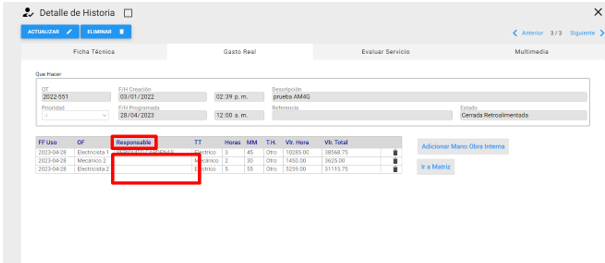 Detalle de Historia
ACTUALIZAR ELIMINAR Anterior 3/3 Siguiente
Ficha Técnica Gasto Real Evaluar Servicio Multimedia
Que Hacer
OT F/H Creación Descripción
2022-551 03/01/2022 02:39 p. m. prueba AM4G
Prioridad F/H Programada Referencia Estado
28/04/2023 12:00 a. m. Cerrada Retroalimentada
FF Uso OF Responsable TT Horas MM T.H. Vlr. Hora Vlr. Total
2023-04-28 Electricista 1 Eléctrico 3 45 Otro 10285.00 38568.75
2023-04-28 Mecánico 2 Mecánico 2 30 Otro 1450.00 3625.00
2023-04-28 Electricista 2 Eléctrico 5 55 Otro 5259.00 31115.75
Adicionar Mano Obra Interna
Ir a Matriz